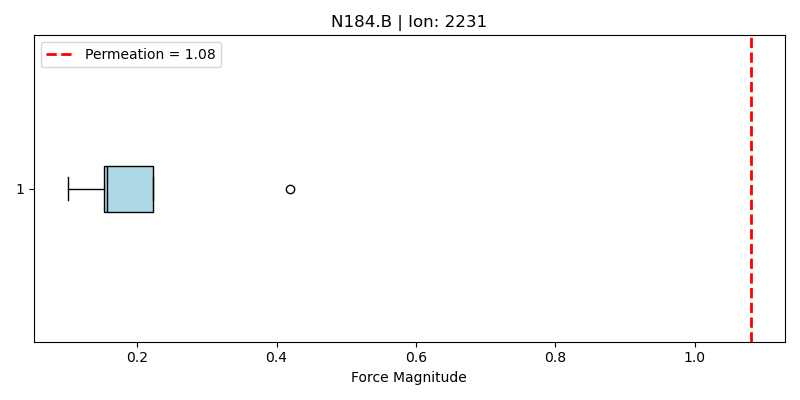 N184.B | Ion: 2231
Permeation = 1.08
1
0.2 0.4 0.6 0.8 1.0
Force Magnitude